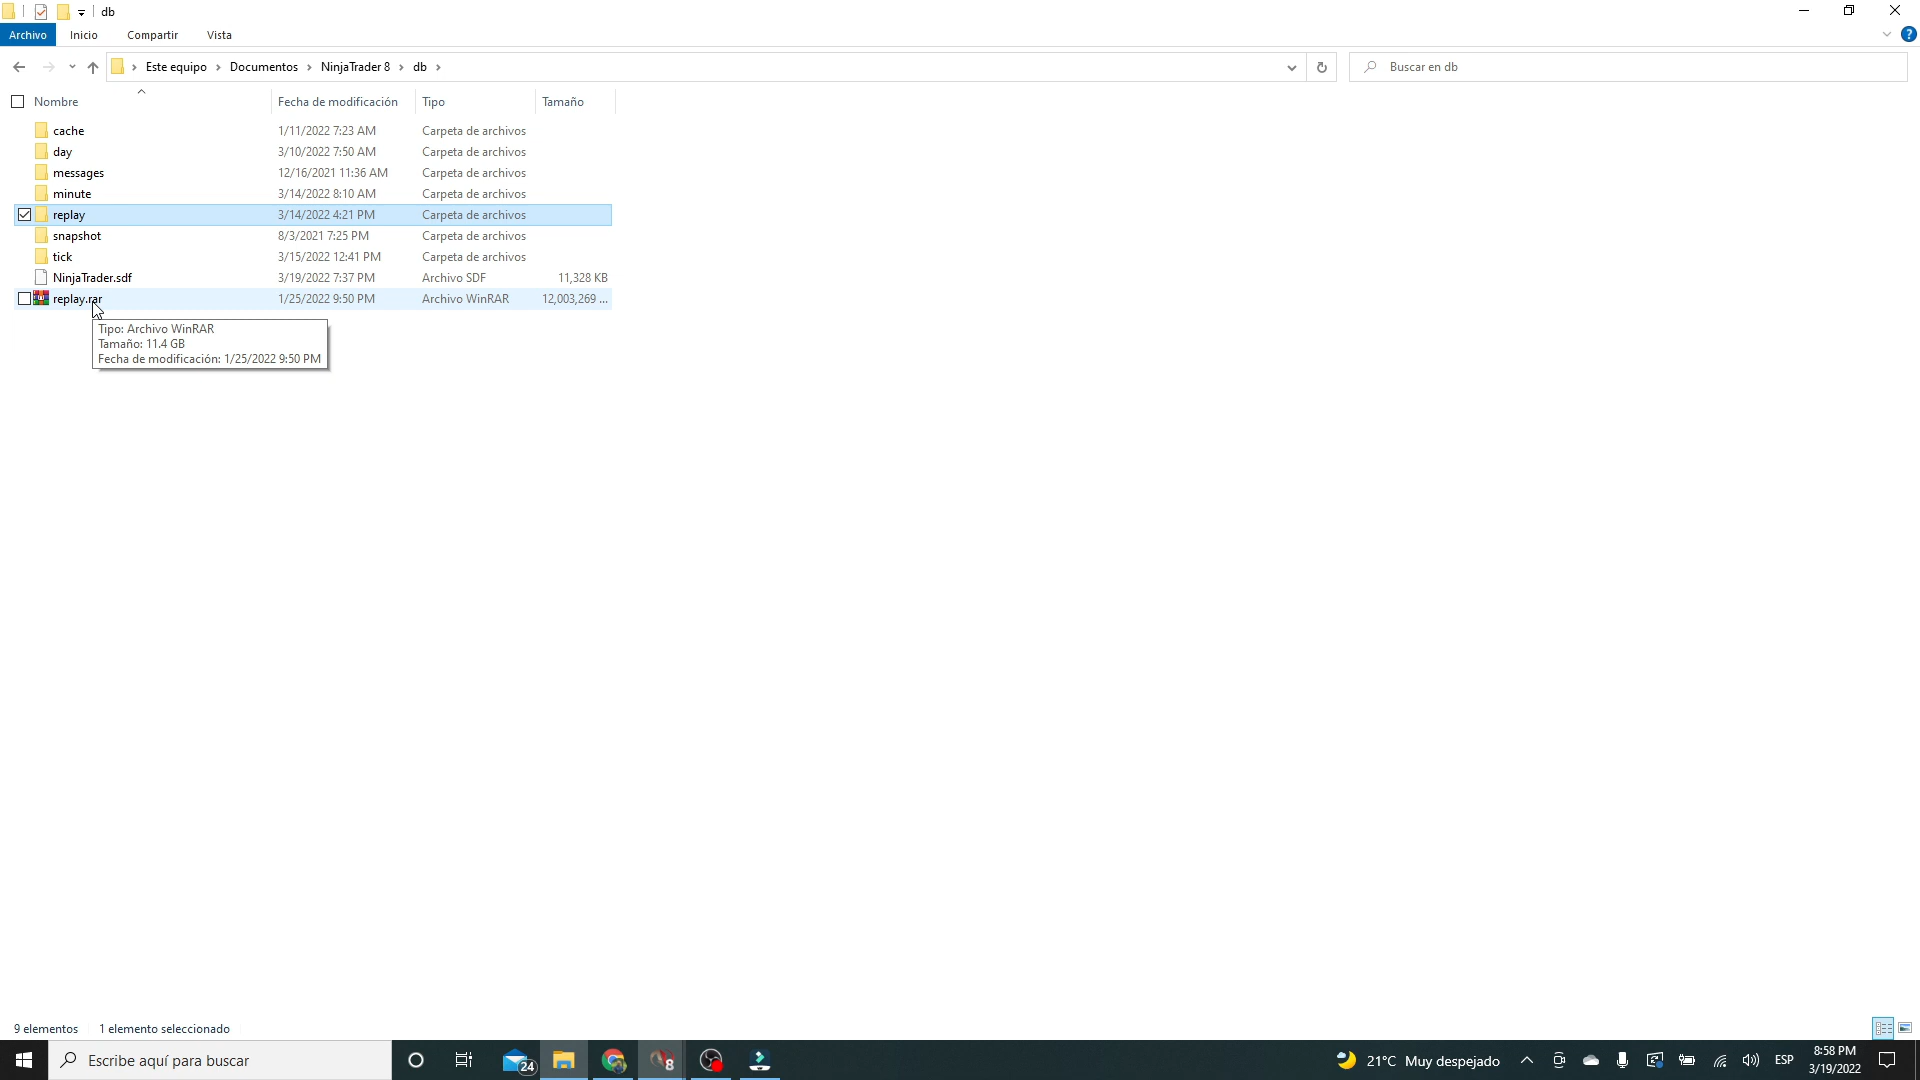 db
Archivo Inicio Compartir Vista
Este equipo Documentos NinjaTrader 8 db
Buscar en db
Nombre Fecha de modificación Tipo Tamaño
cache 1/11/2022 7:23 AM Carpeta de archivos
day 3/10/2022 7:50 AM Carpeta de archivos
messages 12/16/2021 11:36 AM Carpeta de archivos
minute 3/14/2022 8:10 AM Carpeta de archivos
replay 3/14/2022 4:21 PM Carpeta de archivos
snapshot 8/3/2021 7:25 PM Carpeta de archivos
tick 3/15/2022 12:41 PM Carpeta de archivos
NinjaTrader.sdf 3/19/2022 7:37 PM Archivo SDF 11,328 KB
replay.rar 1/25/2022 9:50 PM Archivo WinRAR 12,003,269 ...
Tipo: Archivo WinRAR
Tamaño: 11.4 GB
Fecha de modificación: 1/25/2022 9:50 PM
9 elementos 1 elemento seleccionado
Escribe aquí para buscar
24
8
21°C Muy despejado
ESP
8:58 PM
3/19/2022